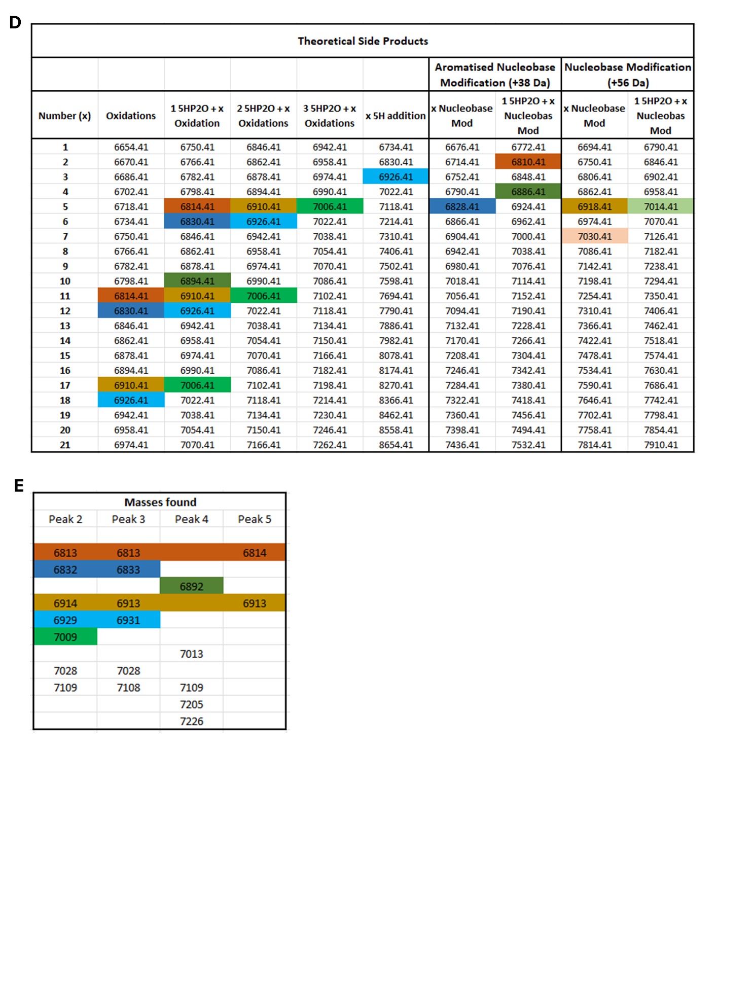 D
Theoretical Side Products
Aromatised Nucleobase Modification (+38 Da) Nucleobase Modification (+56 Da)
Number (x) Oxidations 1 5HP2O + x Oxidation 2 5HP2O + x Oxidations 3 5HP2O + x Oxidations x 5H addition x Nucleobase Mod 1 5HP2O + x Nucleobas Mod x Nucleobase Mod 1 5HP2O + x Nucleobas Mod
1 6654.41 6750.41 6846.41 6942.41 6734.41 6676.41 6772.41 6694.41 6790.41
2 6670.41 6766.41 6862.41 6958.41 6830.41 6714.41 6810.41 6750.41 6846.41
3 6686.41 6782.41 6878.41 6974.41 6926.41 6752.41 6848.41 6806.41 6902.41
4 6702.41 6798.41 6894.41 6990.41 7022.41 6790.41 6886.41 6862.41 6958.41
5 6718.41 6814.41 6910.41 7006.41 7118.41 6828.41 6924.41 6918.41 7014.41
6 6734.41 6830.41 6926.41 7022.41 7214.41 6866.41 6962.41 6974.41 7070.41
7 6750.41 6846.41 6942.41 7038.41 7310.41 6904.41 7000.41 7030.41 7126.41
8 6766.41 6862.41 6958.41 7054.41 7406.41 6942.41 7038.41 7086.41 7182.41
9 6782.41 6878.41 6974.41 7070.41 7502.41 6980.41 7076.41 7142.41 7238.41
10 6798.41 6894.41 6990.41 7086.41 7598.41 7018.41 7114.41 7198.41 7294.41
11 6814.41 6910.41 7006.41 7102.41 7694.41 7056.41 7152.41 7254.41 7350.41
12 6830.41 6926.41 7022.41 7118.41 7790.41 7094.41 7190.41 7310.41 7406.41
13 6846.41 6942.41 7038.41 7134.41 7886.41 7132.41 7228.41 7366.41 7462.41
14 6862.41 6958.41 7054.41 7150.41 7982.41 7170.41 7266.41 7422.41 7518.41
15 6878.41 6974.41 7070.41 7166.41 8078.41 7208.41 7304.41 7478.41 7574.41
16 6894.41 6990.41 7086.41 7182.41 8174.41 7246.41 7342.41 7534.41 7630.41
17 6910.41 7006.41 7102.41 7198.41 8270.41 7284.41 7380.41 7590.41 7686.41
18 6926.41 7022.41 7118.41 7214.41 8366.41 7322.41 7418.41 7646.41 7742.41
19 6942.41 7038.41 7134.41 7230.41 8462.41 7360.41 7456.41 7702.41 7798.41
20 6958.41 7054.41 7150.41 7246.41 8558.41 7398.41 7494.41 7758.41 7854.41
21 6974.41 7070.41 7166.41 7262.41 8654.41 7436.41 7532.41 7814.41 7910.41
E
Masses found
Peak 2 Peak 3 Peak 4 Peak 5
6813 6813 6814
6832 6833
6892
6914 6913 6913
6929 6931
7009
7013
7028 7028
7109 7108 7109
7205
7226